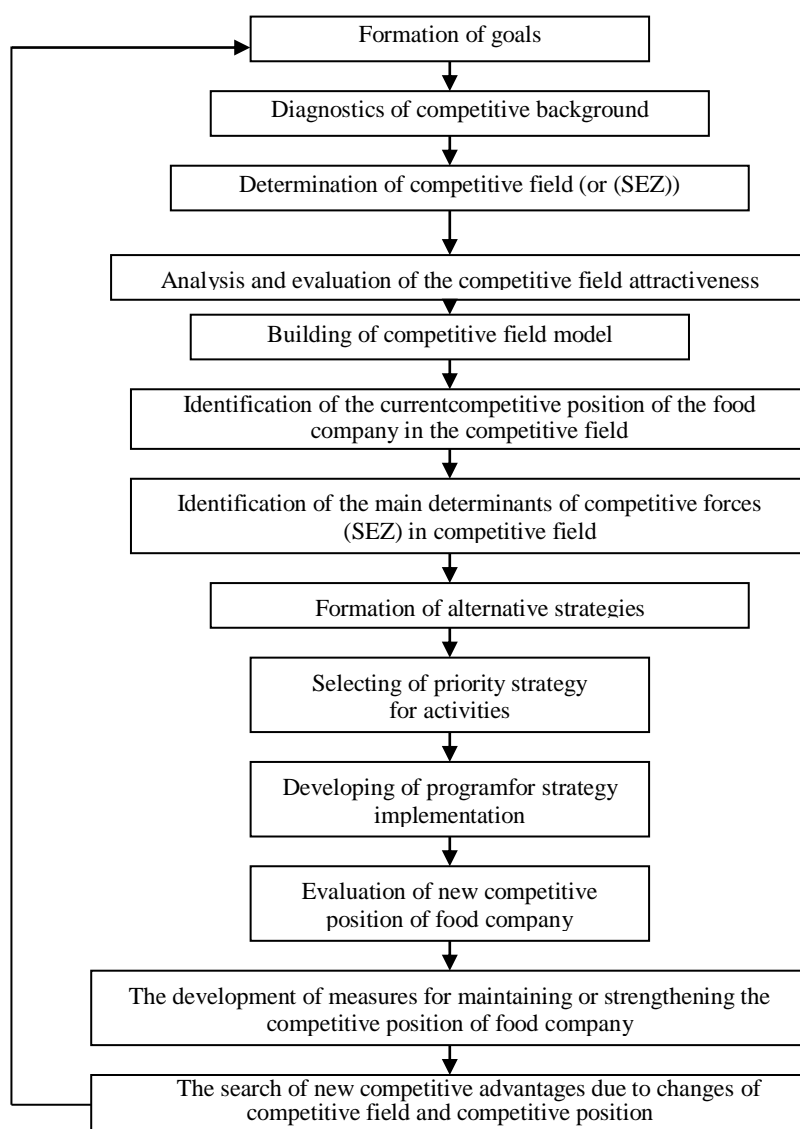 Formation of goals
Diagnostics of competitive background
Determination of competitive field (or (SEZ))
Analysis and evaluation of the competitive field attractiveness
Building of competitive field model
Identification of the currentcompetitive position of the food
company in the competitive field
Identification of the main determinants of competitive forces
(SEZ) in competitive field
Formation of alternative strategies
Selecting of priority strategy
for activities
Developing of programfor strategy
implementation
Evaluation of new competitive
position of food company
The development of measures for maintaining or strengthening the
competitive position of food company
The search of new competitive advantages due to changes of
competitive field and competitive position